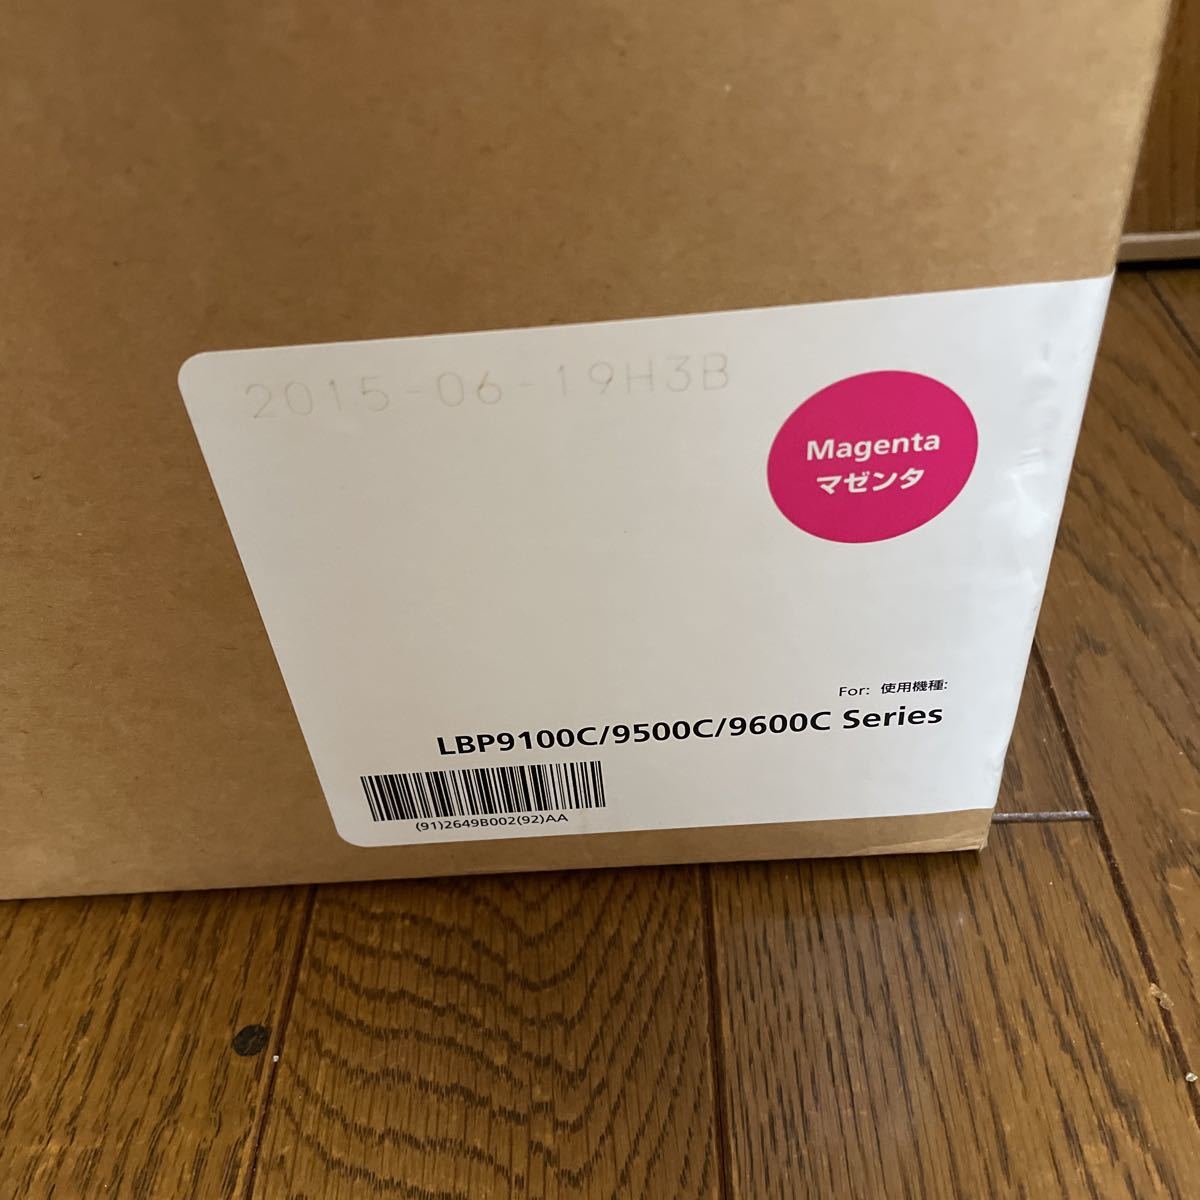 2015-06-19H3B
Magenta
マゼンタ
For: 使用機種:
LBP9100C/9500C/9600C Series
(91)2649B002(92)AA